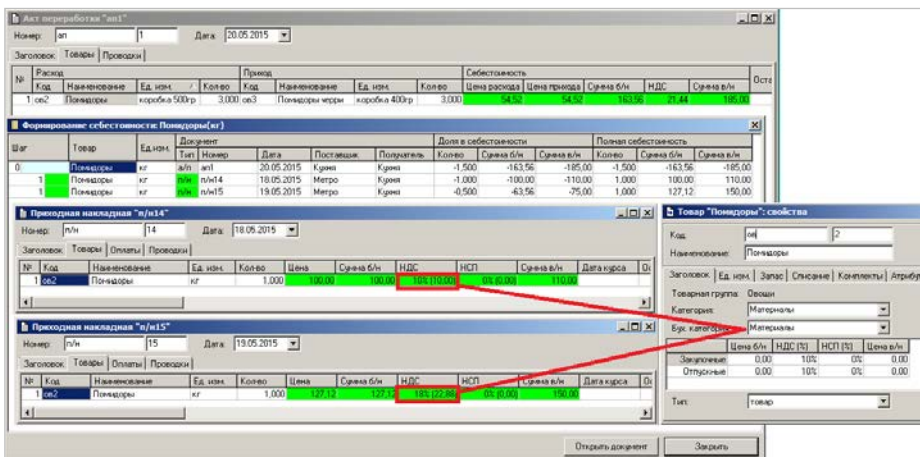 Акт переработки "ап1"
Номер: ап 1 Дата: 20.05.2015
Заголовок Товары Проводки
№ Расход Приход Себестоимость Оста
Код Наименование Ед. изм. Кол-во Код Наименование Ед. изм. Кол-во Цена расхода Цена прихода Сумма б/н НДС Сумма в/н
1 ов2 Помидоры коробка 500гр 3,000 ов3 Помидоры черри коробка 400гр 3,000 54,52 54,52 163,56 21,44 185,00
Формирование себестоимости: Помидоры(кг)
Шаг Товар Ед.изм. Документ Доля в себестоимости Полная себестоимость
Тип Номер Дата Поставщик Получатель Кол-во Сумма б/н Сумма в/н Кол-во Сумма б/н Сумма в/н
0 Помидоры кг а/п ап1 20.05.2015 Кухня Кухня -1,500 -163,56 -185,00 -1,500 -163,56 -185,00
1 Помидоры кг п/н п/н14 18.05.2015 Метро Кухня -1,000 -100,00 -110,00 1,000 100,00 110,00
1 Помидоры кг п/н п/н15 19.05.2015 Метро Кухня -0,500 -63,56 -75,00 1,000 127,12 150,00
Приходная накладная "п/н14"
Номер: п/н 14 Дата: 18.05.2015
Заголовок Товары Оплаты Проводки
№ Код Наименование Ед. изм. Кол-во Цена Сумма б/н НДС НСП Сумма в/н Дата курса
1 ов2 Помидоры кг 1,000 100,00 100,00 10% (10,00) 0% (0,00) 110,00
Приходная накладная "п/н15"
Номер: п/н 15 Дата: 19.05.2015
Заголовок Товары Оплаты Проводки
№ Код Наименование Ед. изм. Кол-во Цена Сумма б/н НДС НСП Сумма в/н Дата курса
1 ов2 Помидоры кг 1,000 127,12 127,12 18% (22,88) 0% (0,00) 150,00
Товар "Помидоры": свойства
Код: ов 2
Наименование: Помидоры
Заголовок Ед. изм. Запас Списание Комплекты Атрибу
Товарная группа: Овощи
Категория: Материалы
Бух. категория: Материалы
Цена б/н НДС (%) НСП (%) Цена в/н
Закупочные 0,00 10% 0% 0,00
Отпускные 0,00 10% 0% 0,00
Тип: товар
Открыть документ Закрыть